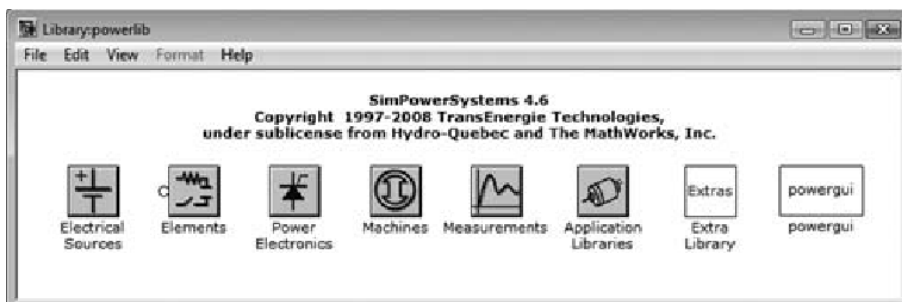 Library:powerlib
File Edit View Format Help
SimPowerSystems 4.6
Copyright 1997-2008 TransEnergie Technologies,
under sublicense from Hydro-Quebec and The MathWorks, Inc.
Extras
powergui
Electrical
Sources
Elements
Power
Electronics
Machines
Measurements
Application
Libraries
Extra
Library
powergui